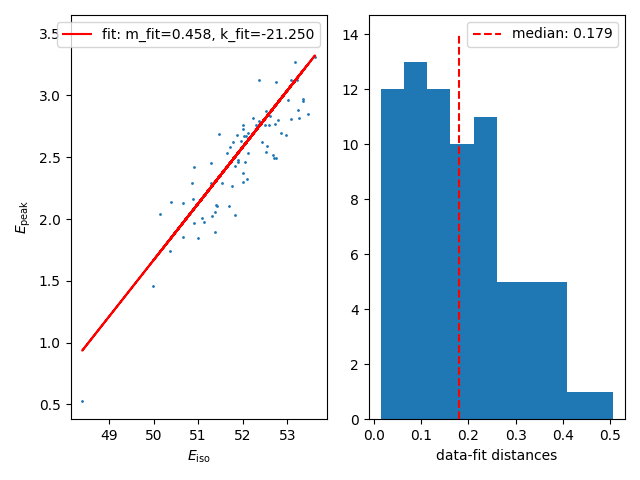 fit: m_fit=0.458, k_fit=-21.250
3.5
3.0
2.5
2.0
1.5
1.0
0.5
E_peak
49 50 51 52 53
E_iso
median: 0.179
14
12
10
8
6
4
2
0
0.0 0.1 0.2 0.3 0.4 0.5
data-fit distances